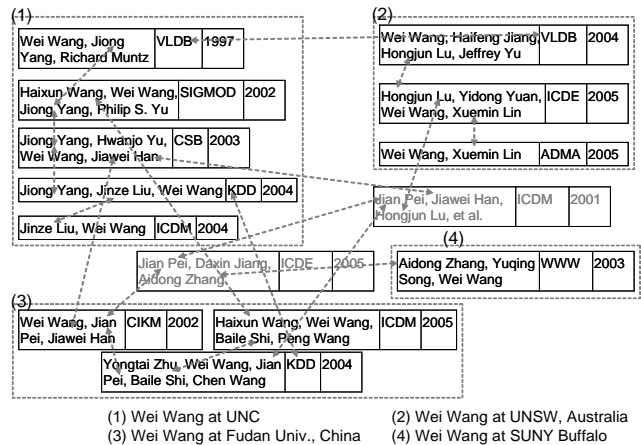 (1)
Wei Wang, Jiong VLDB 1997
Yang, Richard Muntz
Haixun Wang, Wei Wang, SIGMOD 2002
Jiong Yang, Philip S. Yu
Jiong Yang, Hwanjo Yu, CSB 2003
Wei Wang, Jiawei Han
Jiong Yang, Jinze Liu, Wei Wang KDD 2004
Jinze Liu, Wei Wang ICDM 2004
(2)
Wei Wang, Haifeng Jiang, VLDB 2004
Hongjun Lu, Jeffrey Yu
Hongjun Lu, Yidong Yuan, ICDE 2005
Wei Wang, Xuemin Lin
Wei Wang, Xuemin Lin ADMA 2005
Jian Pei, Jiawei Han, ICDM 2001
Hongjun Lu, et al.
Jian Pei, Daxin Jiang, ICDE 2005
Aidong Zhang
(4)
Aidong Zhang, Yuqing WWW 2003
Song, Wei Wang
(3)
Wei Wang, Jian CIKM 2002
Pei, Jiawei Han
Haixun Wang, Wei Wang, ICDM 2005
Baile Shi, Peng Wang
Yongtai Zhu, Wei Wang, Jian KDD 2004
Pei, Baile Shi, Chen Wang
(1) Wei Wang at UNC (2) Wei Wang at UNSW, Australia
(3) Wei Wang at Fudan Univ., China (4) Wei Wang at SUNY Buffalo